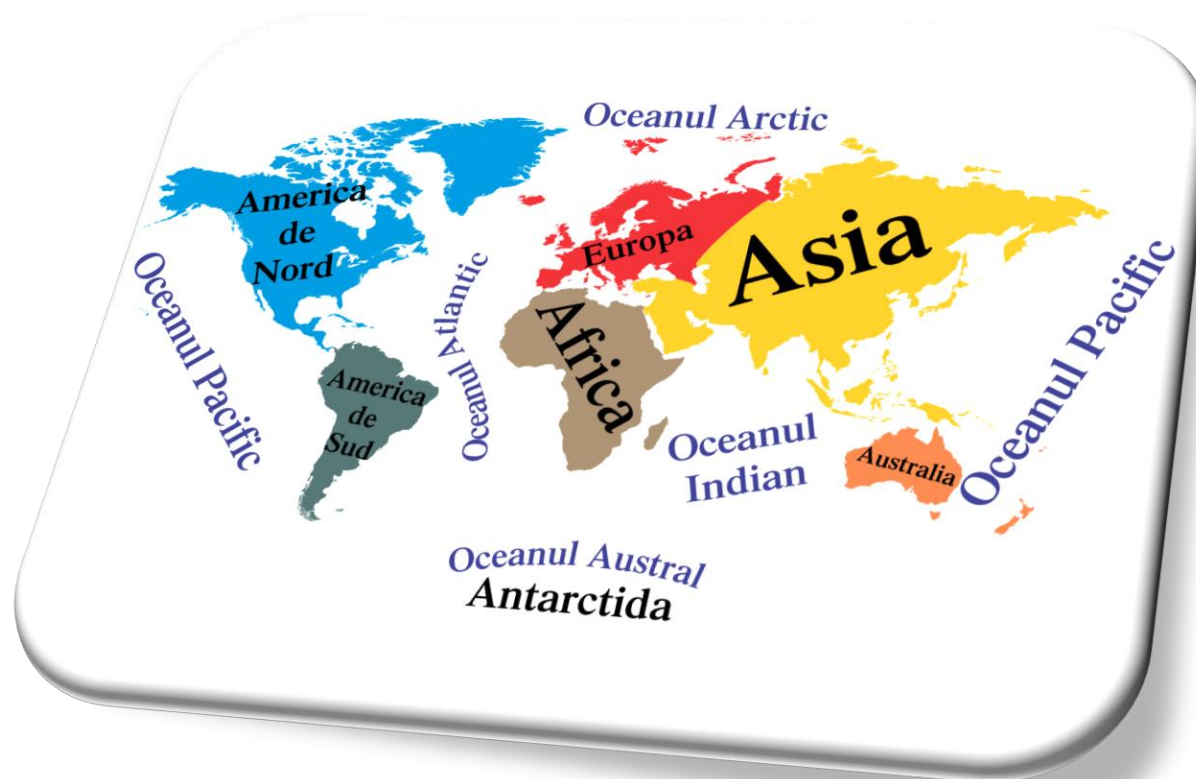 Oceanul Arctic
America
de
Nord
Europa
Asia
Oceanul Pacific
Oceanul Atlantic
Africa
Oceanul Pacific
America
de
Sud
Oceanul
Indian
Australia
Oceanul Austral
Antarctida